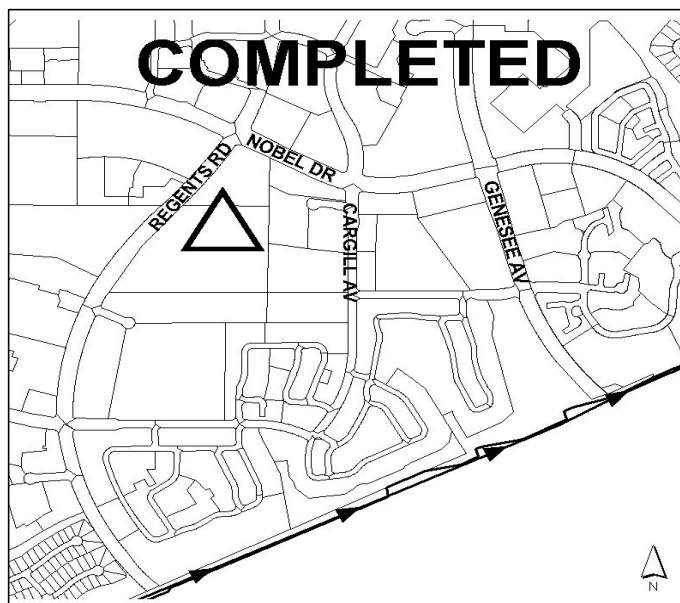 COMPLETED
NOBEL DR
REGENTS RD
CARGILL AV
GENESEE AV
N